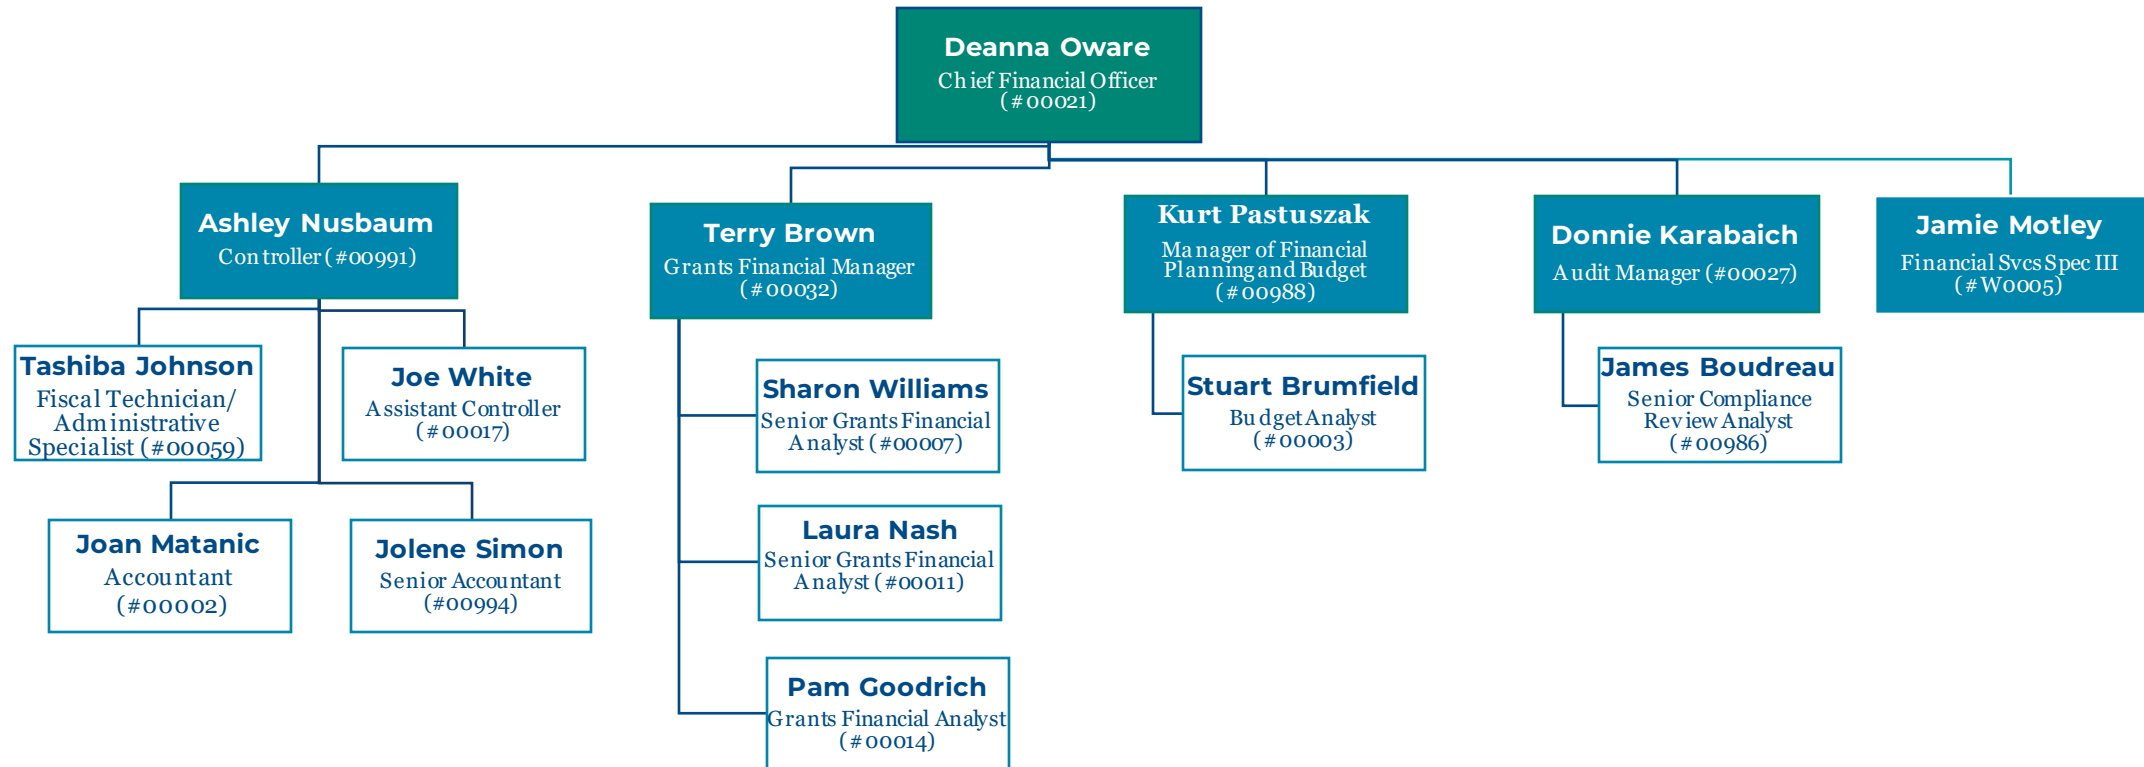 Deanna Oware
Chief Financial Officer
(#00021)
Ashley Nusbaum
Controller (#00991)
Terry Brown
Grants Financial Manager
(#00032)
Kurt Pastuszak
Manager of Financial
Planning and Budget
(#00988)
Donnie Karabaich
Audit Manager (#00027)
Jamie Motley
Financial Svcs Spec III
(#W0005)
Tashiba Johnson
Fiscal Technician/
Administrative
Specialist (#00059)
Joe White
Assistant Controller
(#00017)
Joan Matanic
Accountant
(#00002)
Jolene Simon
Senior Accountant
(#00994)
Sharon Williams
Senior Grants Financial
Analyst (#00007)
Laura Nash
Senior Grants Financial
Analyst (#00011)
Pam Goodrich
Grants Financial Analyst
(#00014)
Stuart Brumfield
Budget Analyst
(#00003)
James Boudreau
Senior Compliance
Review Analyst
(#00986)